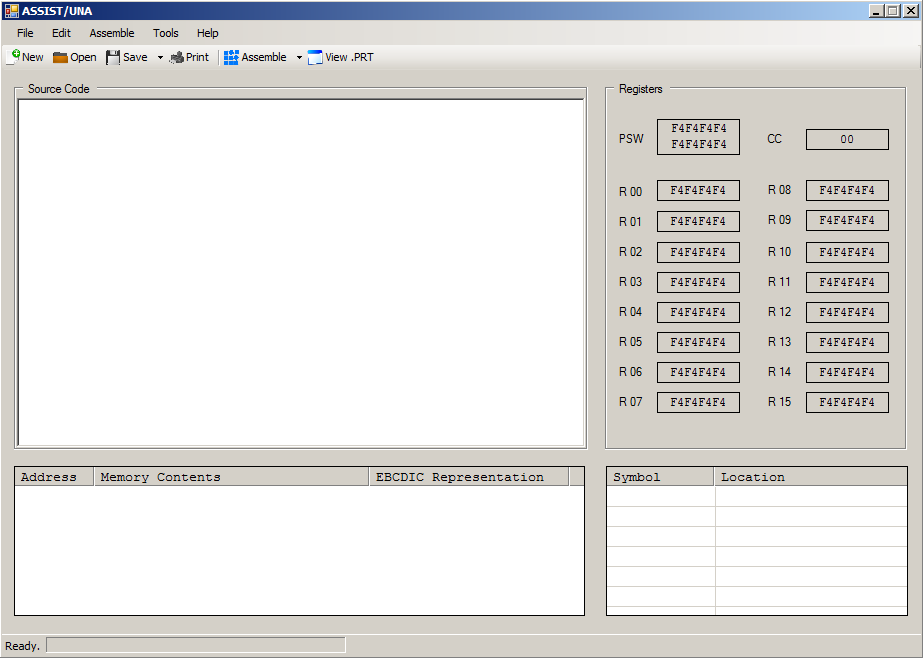 ASSIST/UNA
File Edit Assemble Tools Help
New Open Save Print Assemble View .PRT
Source Code
Registers
PSW F4F4F4F4 F4F4F4F4 CC 00
R 00 F4F4F4F4 R 08 F4F4F4F4
R 01 F4F4F4F4 R 09 F4F4F4F4
R 02 F4F4F4F4 R 10 F4F4F4F4
R 03 F4F4F4F4 R 11 F4F4F4F4
R 04 F4F4F4F4 R 12 F4F4F4F4
R 05 F4F4F4F4 R 13 F4F4F4F4
R 06 F4F4F4F4 R 14 F4F4F4F4
R 07 F4F4F4F4 R 15 F4F4F4F4
Address Memory Contents EBCDIC Representation
Symbol Location
Ready.